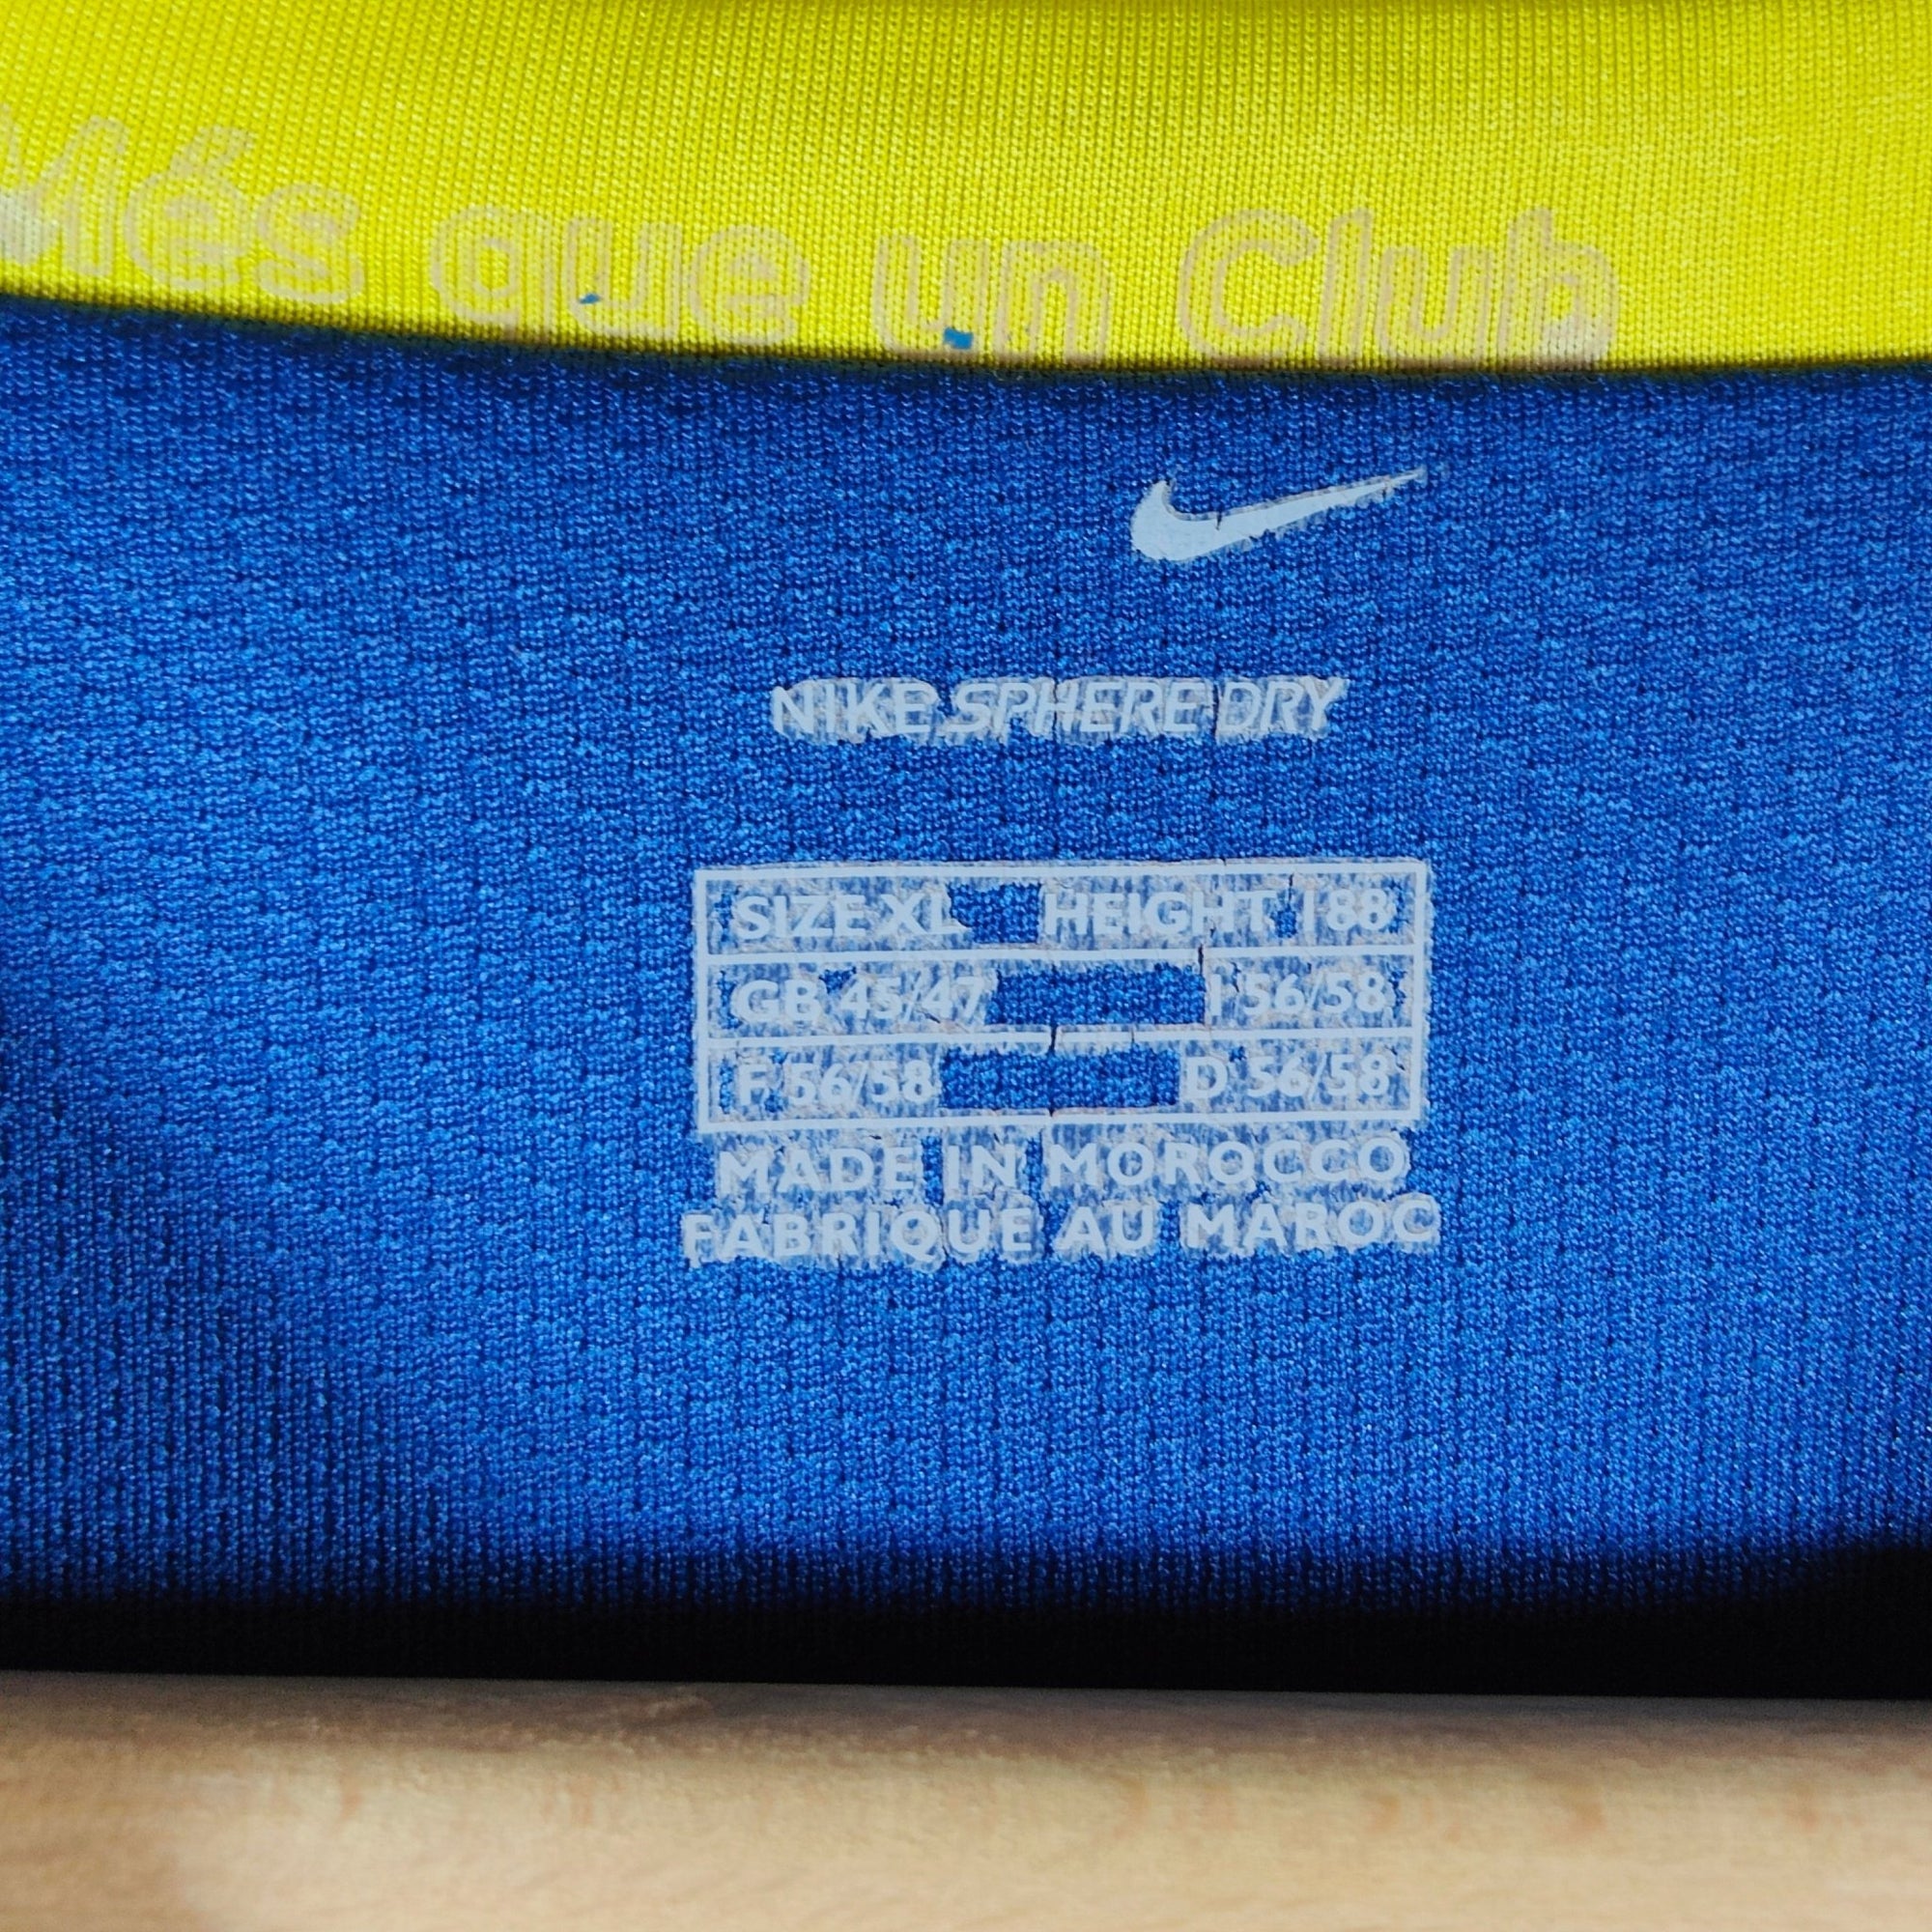 Més que un Club
NIKE SPHERE DRY
SIZE XL HEIGHT 188
GB 45/47 I 56/58
F 56/58 D 56/58
MADE IN MOROCCO
FABRIQUE AU MAROC